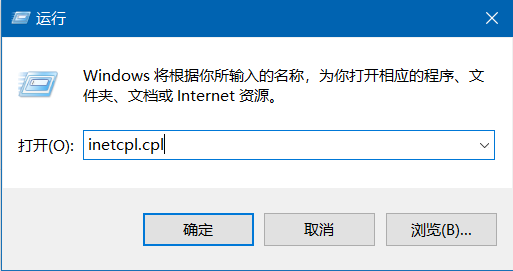 运行
Windows 将根据你所输入的名称，为你打开相应的程序、文
件夹、文档或 Internet 资源。
打开(O): inetcpl.cpl
确定 取消 浏览(B)...